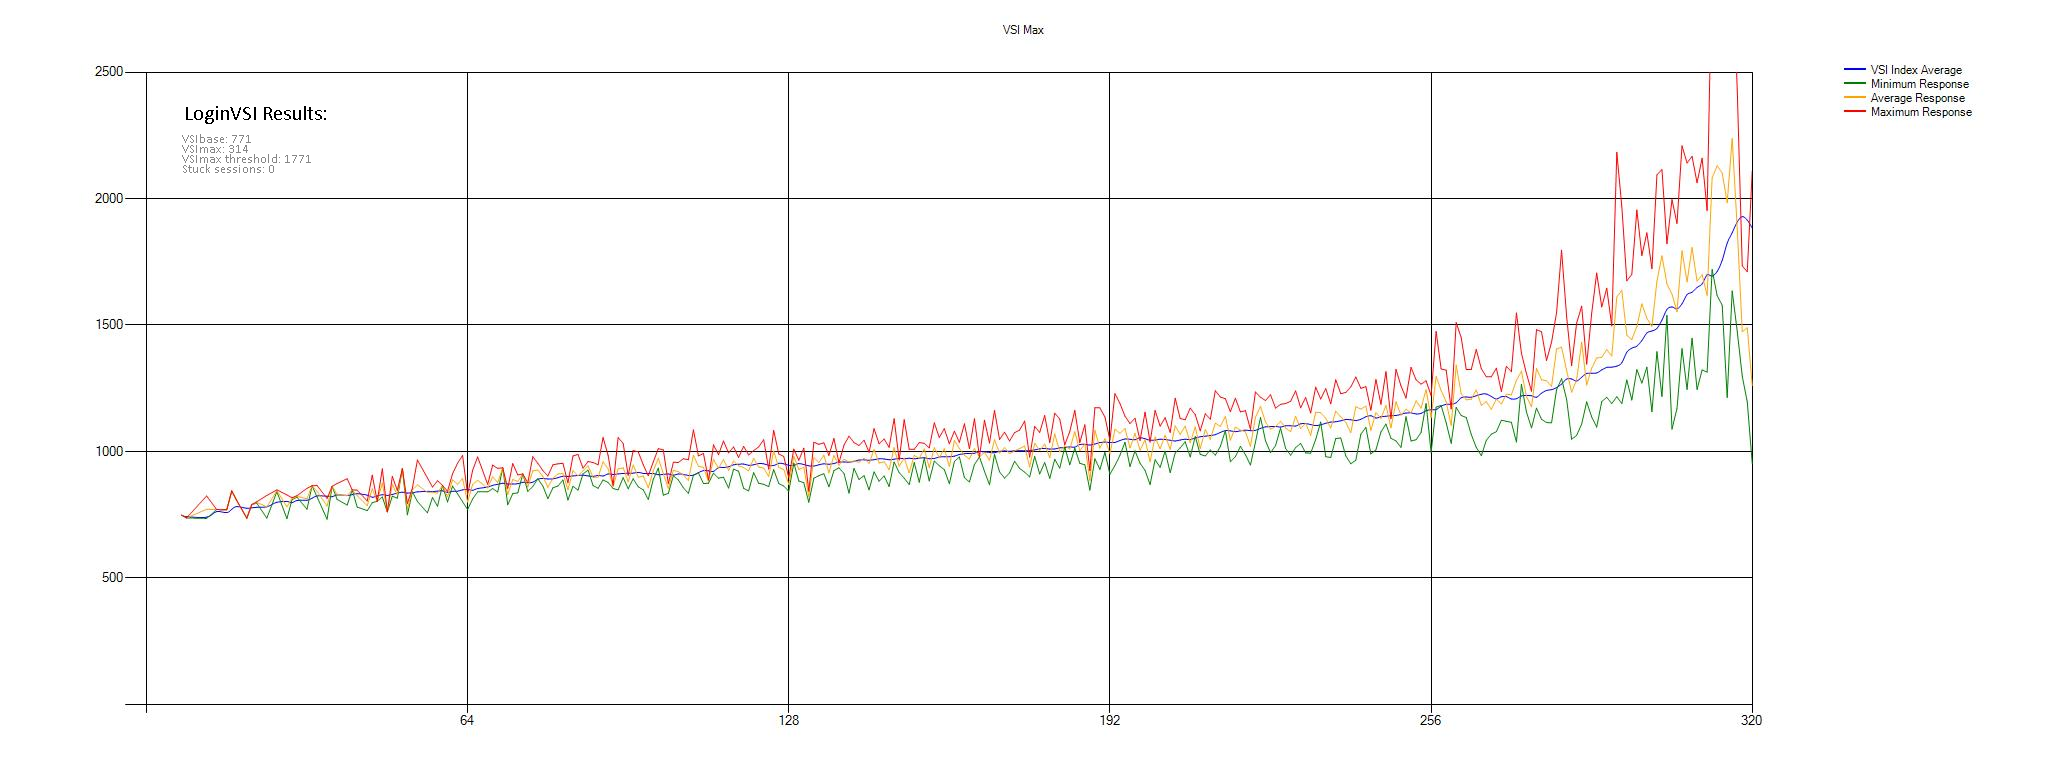 VSI Max
2500
2000
1500
1000
500
LoginVSI Results:
VSIbase: 771
VSImax: 314
VSImax threshold: 1771
Stuck sessions: 0
VSI Index Average
Minimum Response
Average Response
Maximum Response
64
128
192
256
320